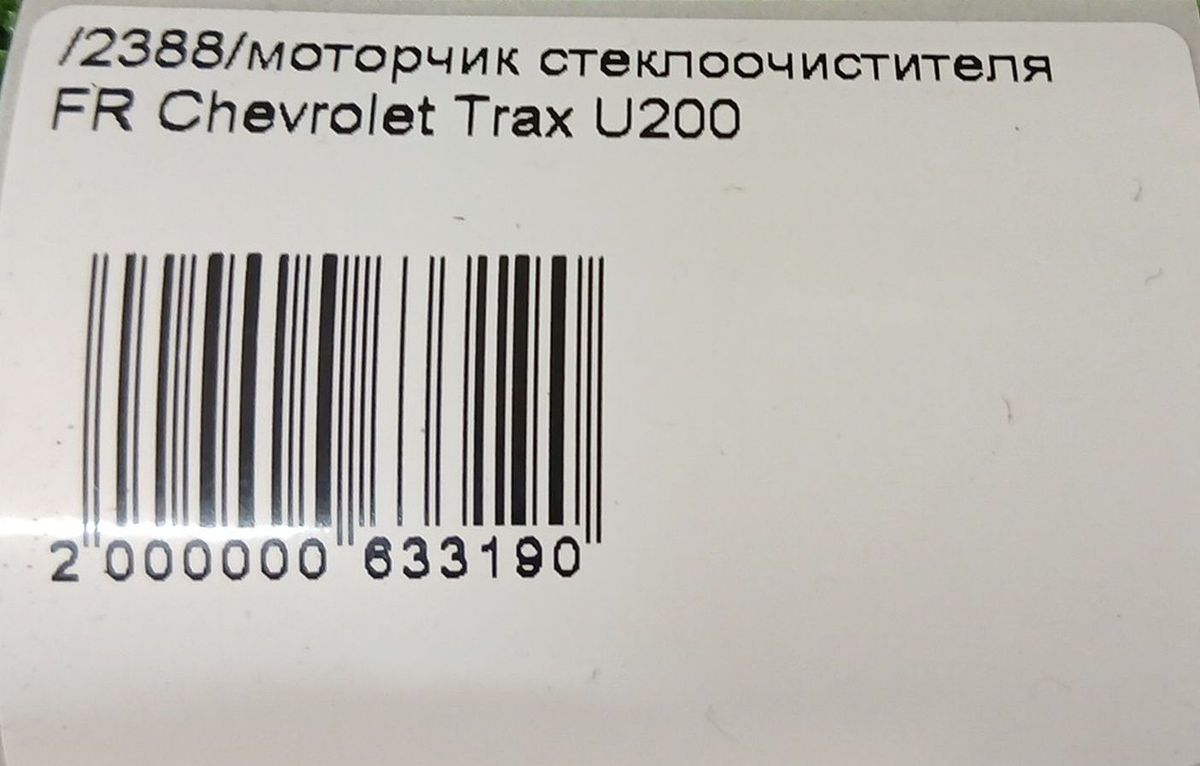 /2388/моторчик стеклоочистителя
FR Chevrolet Trax U200
2 000000 633190